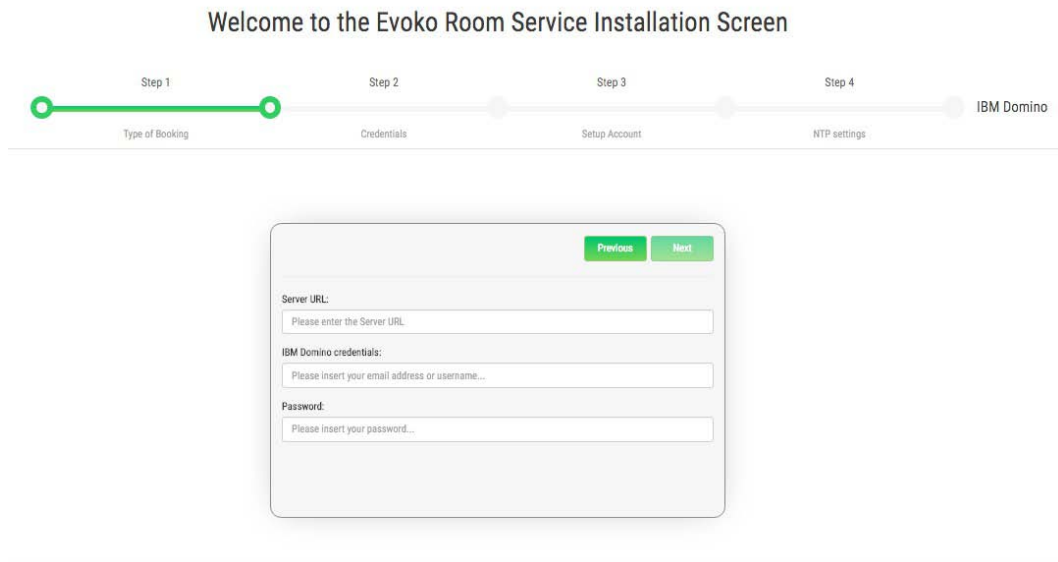 Welcome to the Evoko Room Service Installation Screen
Step 1 Step 2 Step 3 Step 4
IBM Domino
Type of Booking Credentials Setup Account NTP settings
Previous Next
Server URL:
Please enter the Server URL
IBM Domino credentials:
Please insert your email address or username...
Password:
Please insert your password...